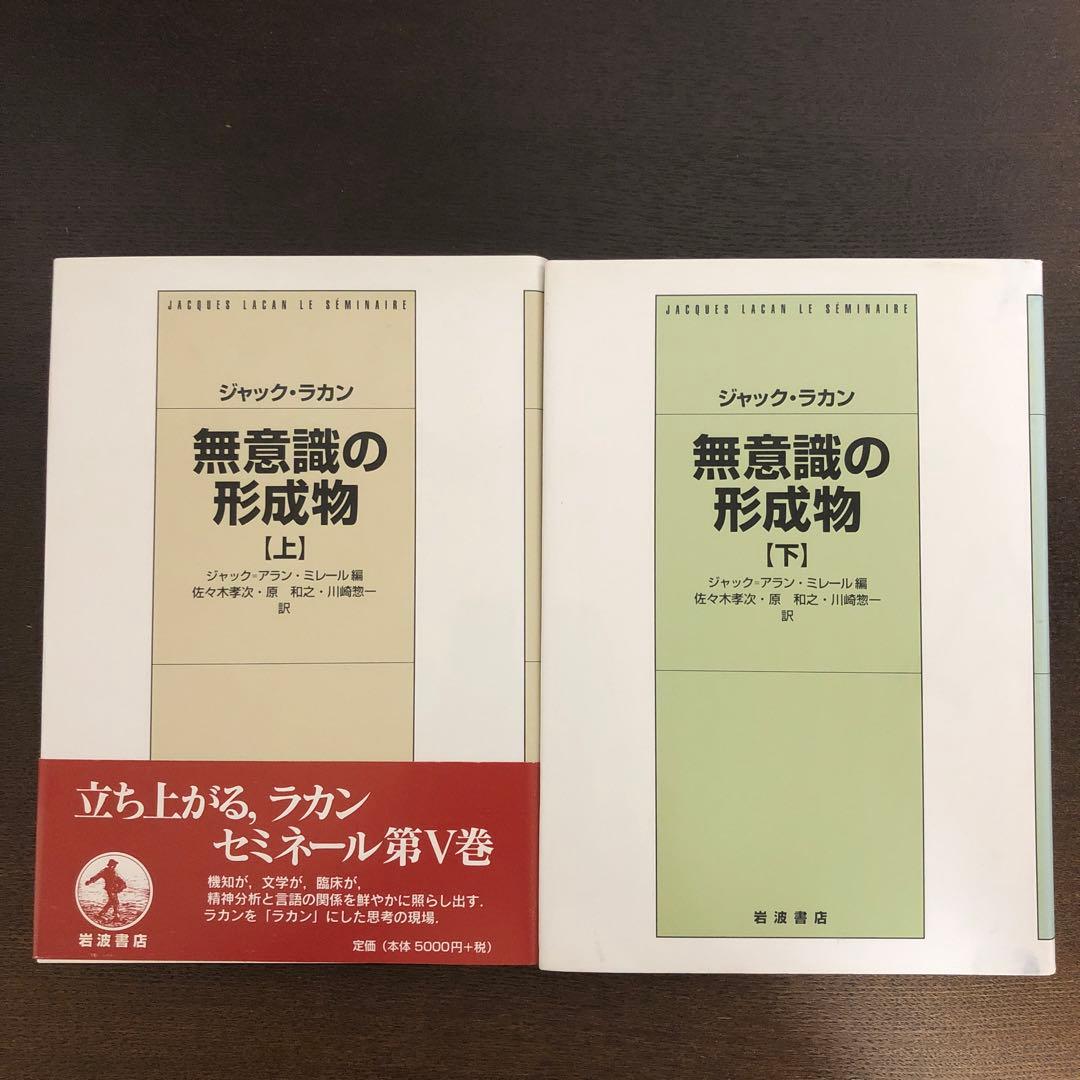 JACQUES LACAN LE SÉMINAIRE
ジャック・ラカン
無意識の
形成物
【上】
ジャック=アラン・ミレール編
佐々木孝次・原 和之・川崎惣一
訳
立ち上がる,ラカン
セミネール第V巻
機知が,文学が,臨床が,
精神分析と言語の関係を鮮やかに照らし出す.
ラカンを「ラカン」にした思考の現場.
岩波書店
定価(本体 5000円+税)
JACQUES LACAN LE SÉMINAIRE
ジャック・ラカン
無意識の
形成物
【下】
ジャック=アラン・ミレール編
佐々木孝次・原 和之・川崎惣一
訳
岩波書店